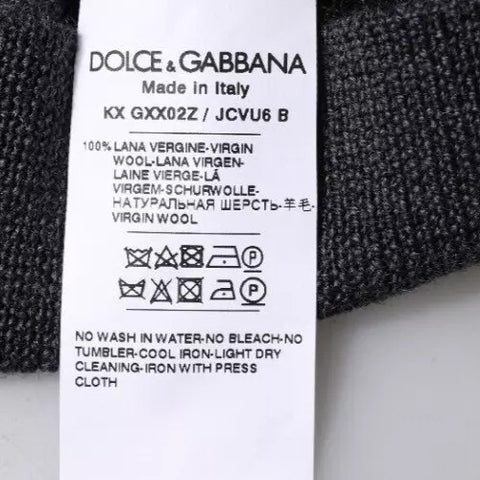 DOLCE & GABBANA
Made in Italy
KX GXX02Z / JCVU6 B
100% LANA VERGINE-VIRGIN
WOOL-LANA VIRGEN-
LAINE VIERGE-LÃ
VIRGEM-SCHURWOLLE-
НАТУРАЛЬНАЯ ШЕРСТЬ-羊毛-
VIRGIN WOOL
P
P
NO WASH IN WATER-NO BLEACH-NO
TUMBLER-COOL IRON-LIGHT DRY
CLEANING-IRON WITH PRESS
CLOTH